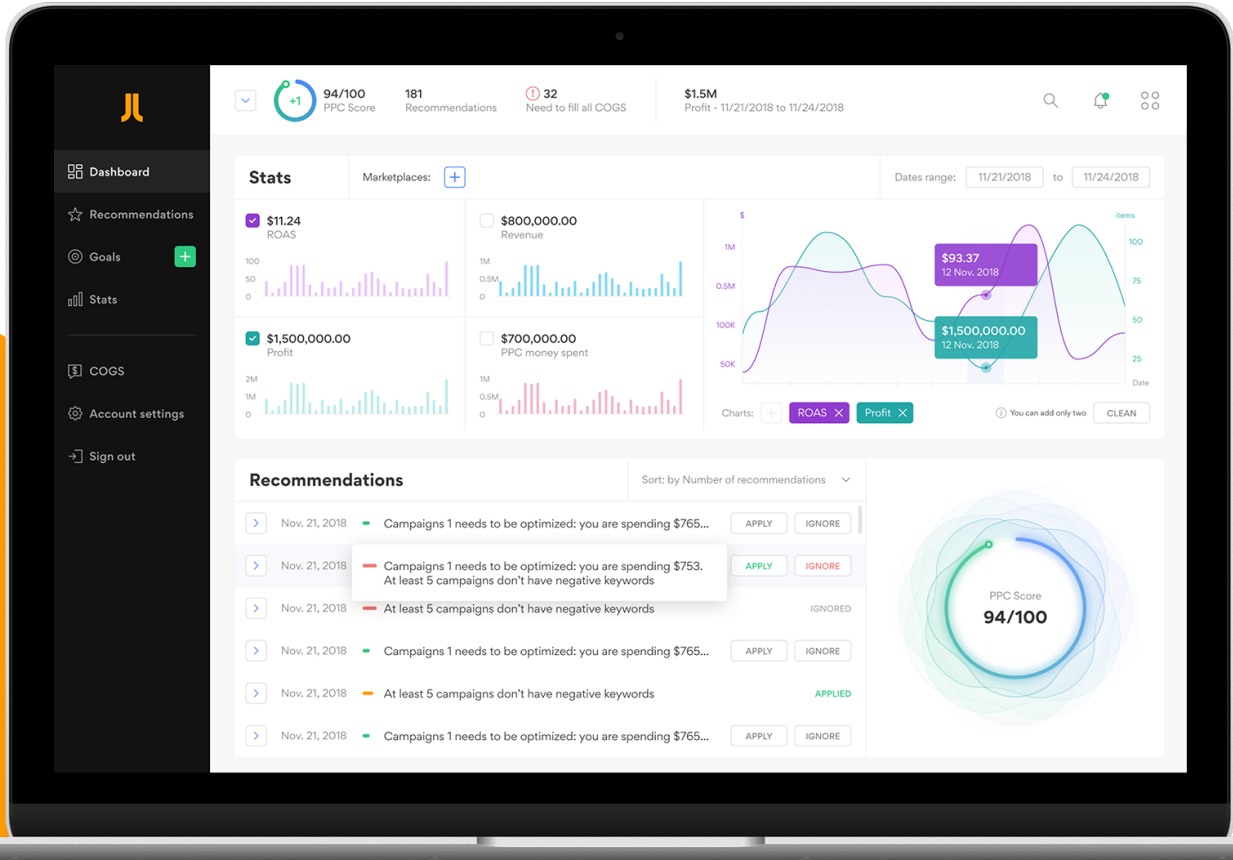 Dashboard
Recommendations
Goals
Stats
COGS
Account settings
Sign out
+1
94/100
PPC Score
181
Recommendations
32
Need to fill all COGS
$1.5M
Profit - 11/21/2018 to 11/24/2018
Stats
Marketplaces:
Dates range: 11/21/2018 to 11/24/2018
$11.24
ROAS
100
50
0
$800,000.00
Revenue
1M
0.5M
0
$1,500,000.00
Profit
2M
1M
0
$700,000.00
PPC money spent
1M
0.5M
0
$
items
1M
0.5M
100K
50K
100
75
50
25
Date
$93.37
12 Nov. 2018
$1,500,000.00
12 Nov. 2018
Charts: ROAS Profit
You can add only two
CLEAN
Recommendations
Sort: by Number of recommendations
Nov. 21, 2018 Campaigns 1 needs to be optimized: you are spending $765... APPLY IGNORE
Nov. 21, 2018 Campaigns 1 needs to be optimized: you are spending $753. APPLY IGNORE
At least 5 campaigns don't have negative keywords
Nov. 21, 2018 At least 5 campaigns don't have negative keywords IGNORED
Nov. 21, 2018 Campaigns 1 needs to be optimized: you are spending $765... APPLY IGNORE
Nov. 21, 2018 At least 5 campaigns don't have negative keywords APPLIED
Nov. 21, 2018 Campaigns 1 needs to be optimized: you are spending $765... APPLY IGNORE
PPC Score
94/100